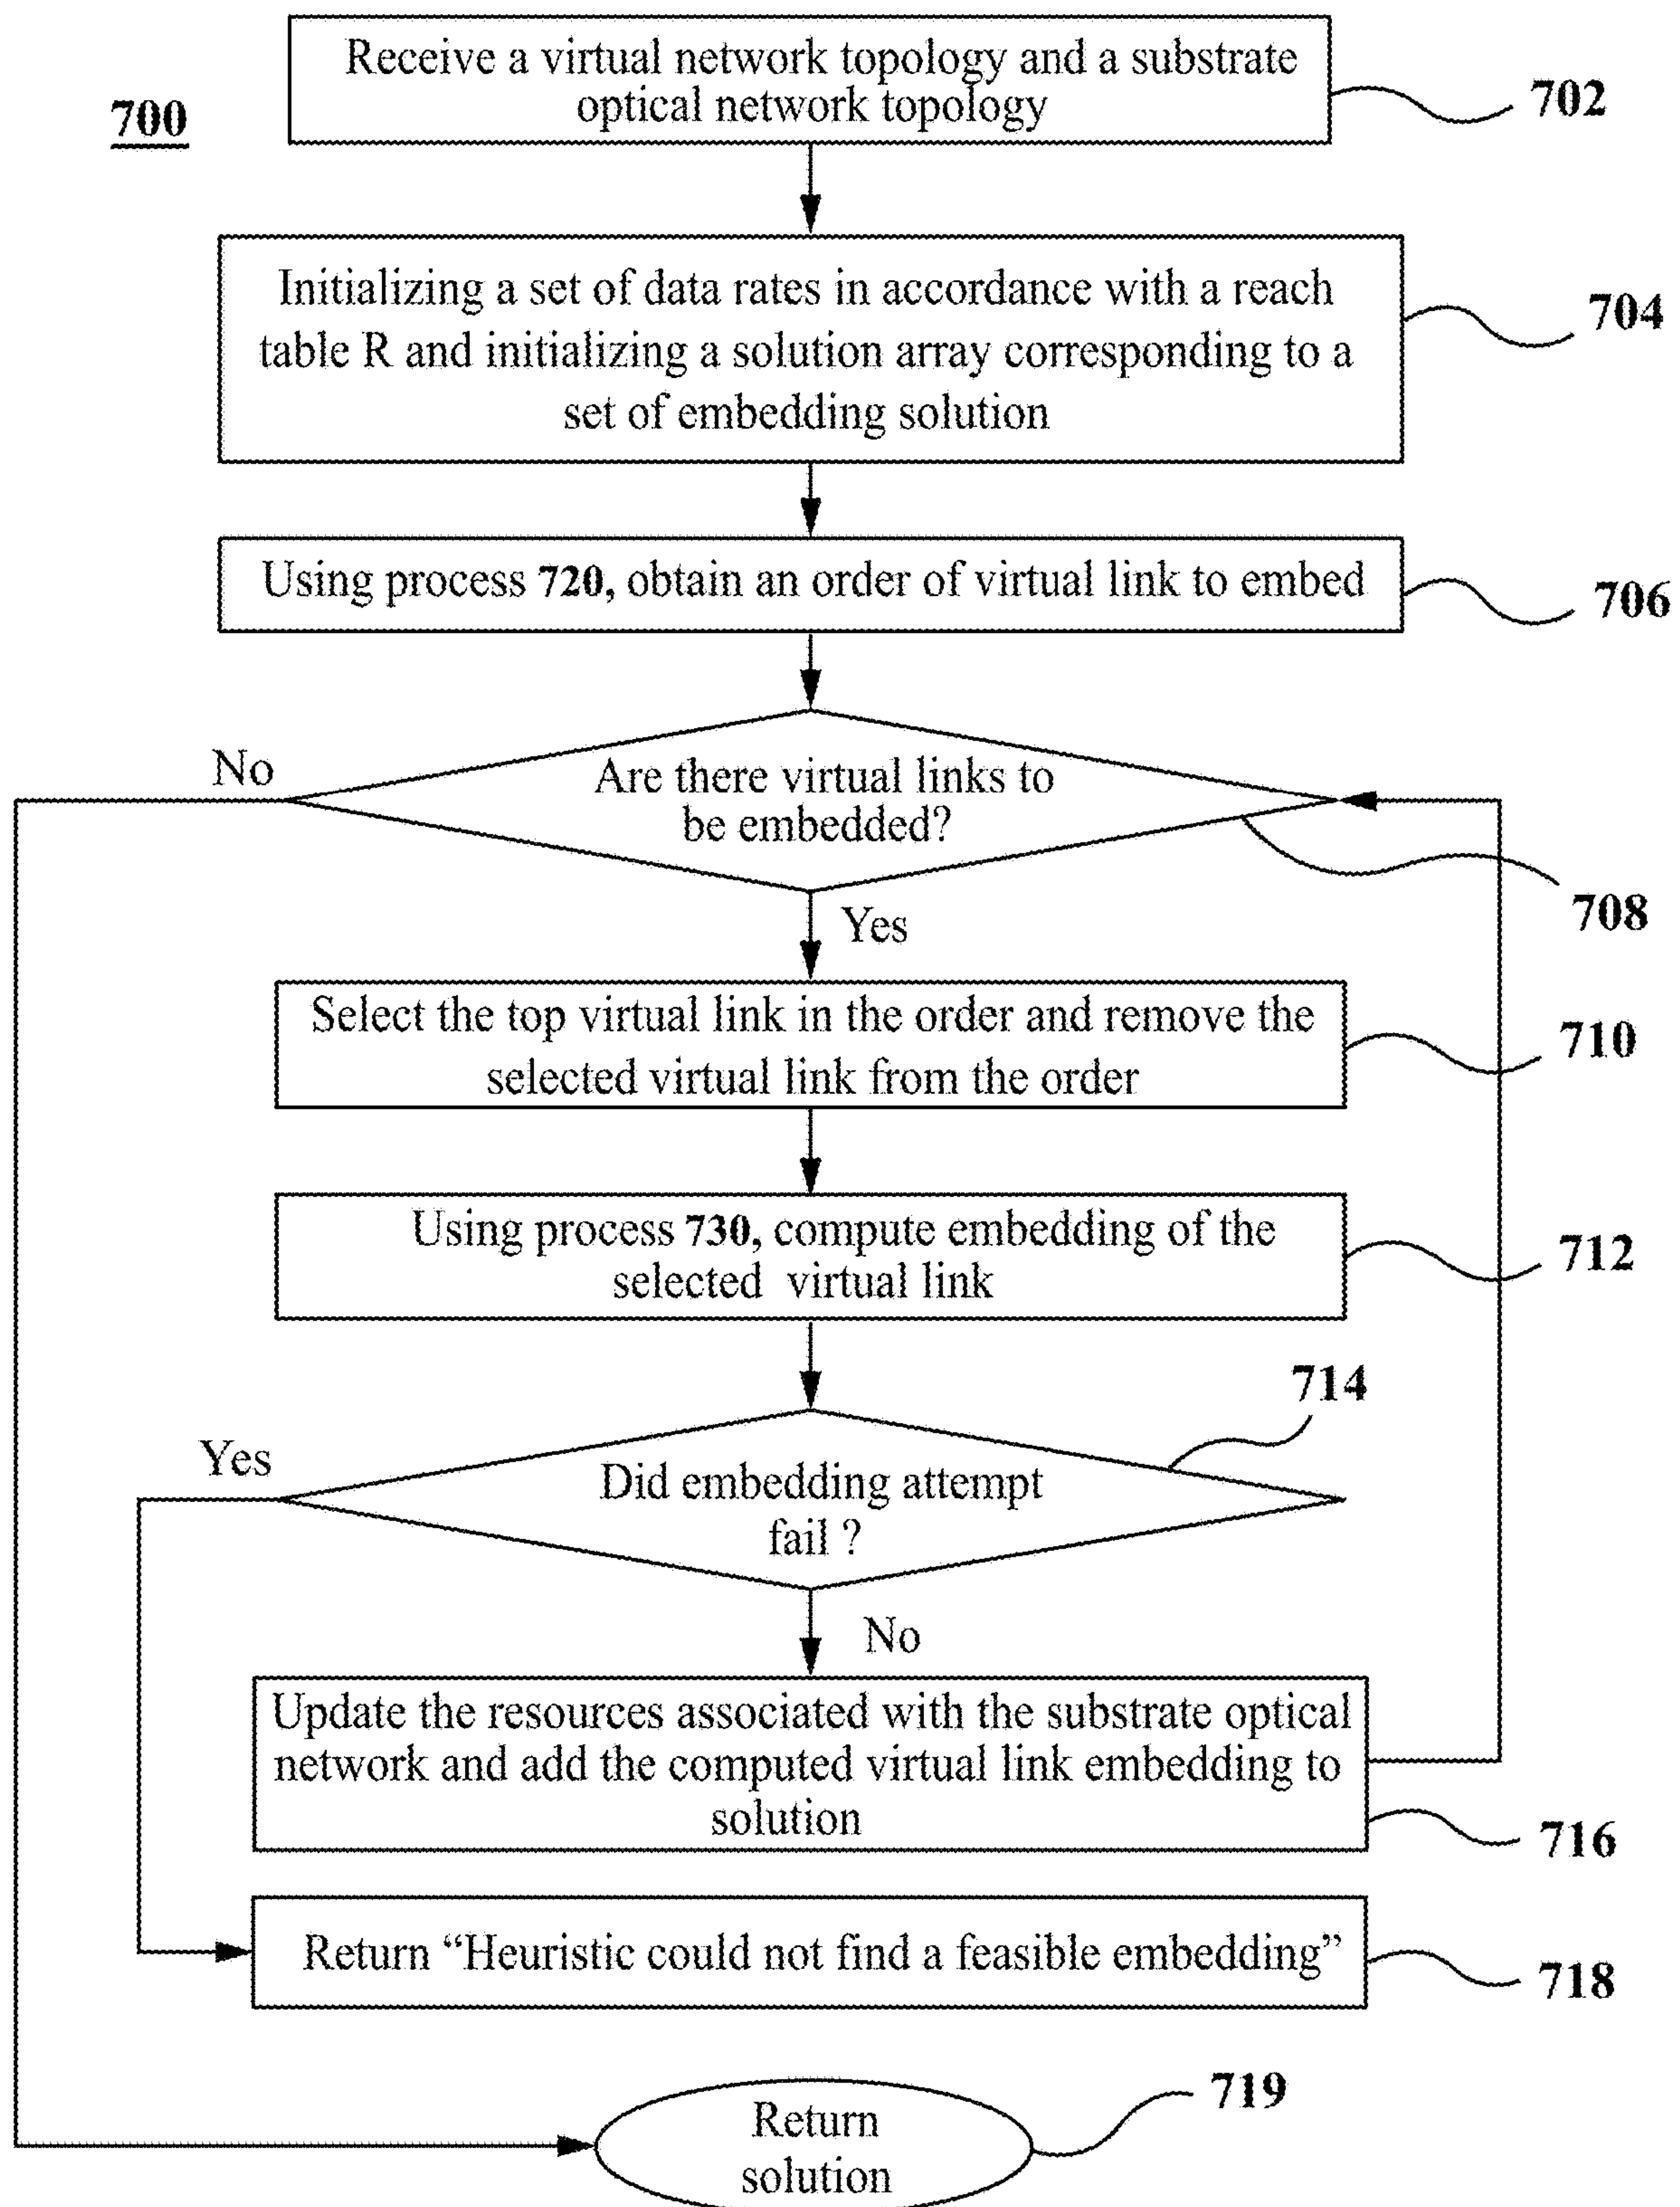 Receive a virtual network topology and a substrate
optical network topology
702
700
Initializing a set of data rates in accordance with a reach
table R and initializing a solution array corresponding to a
set of embedding solution
704
Using process 720, obtain an order of virtual link to embed
706
No
Are there virtual links to
be embedded?
708
Yes
Select the top virtual link in the order and remove the
selected virtual link from the order
710
Using process 730, compute embedding of the
selected virtual link
712
714
Yes
Did embedding attempt
fail ?
No
Update the resources associated with the substrate optical
network and add the computed virtual link embedding to
solution
716
Return “Heuristic could not find a feasible embedding”
718
719
Return
solution